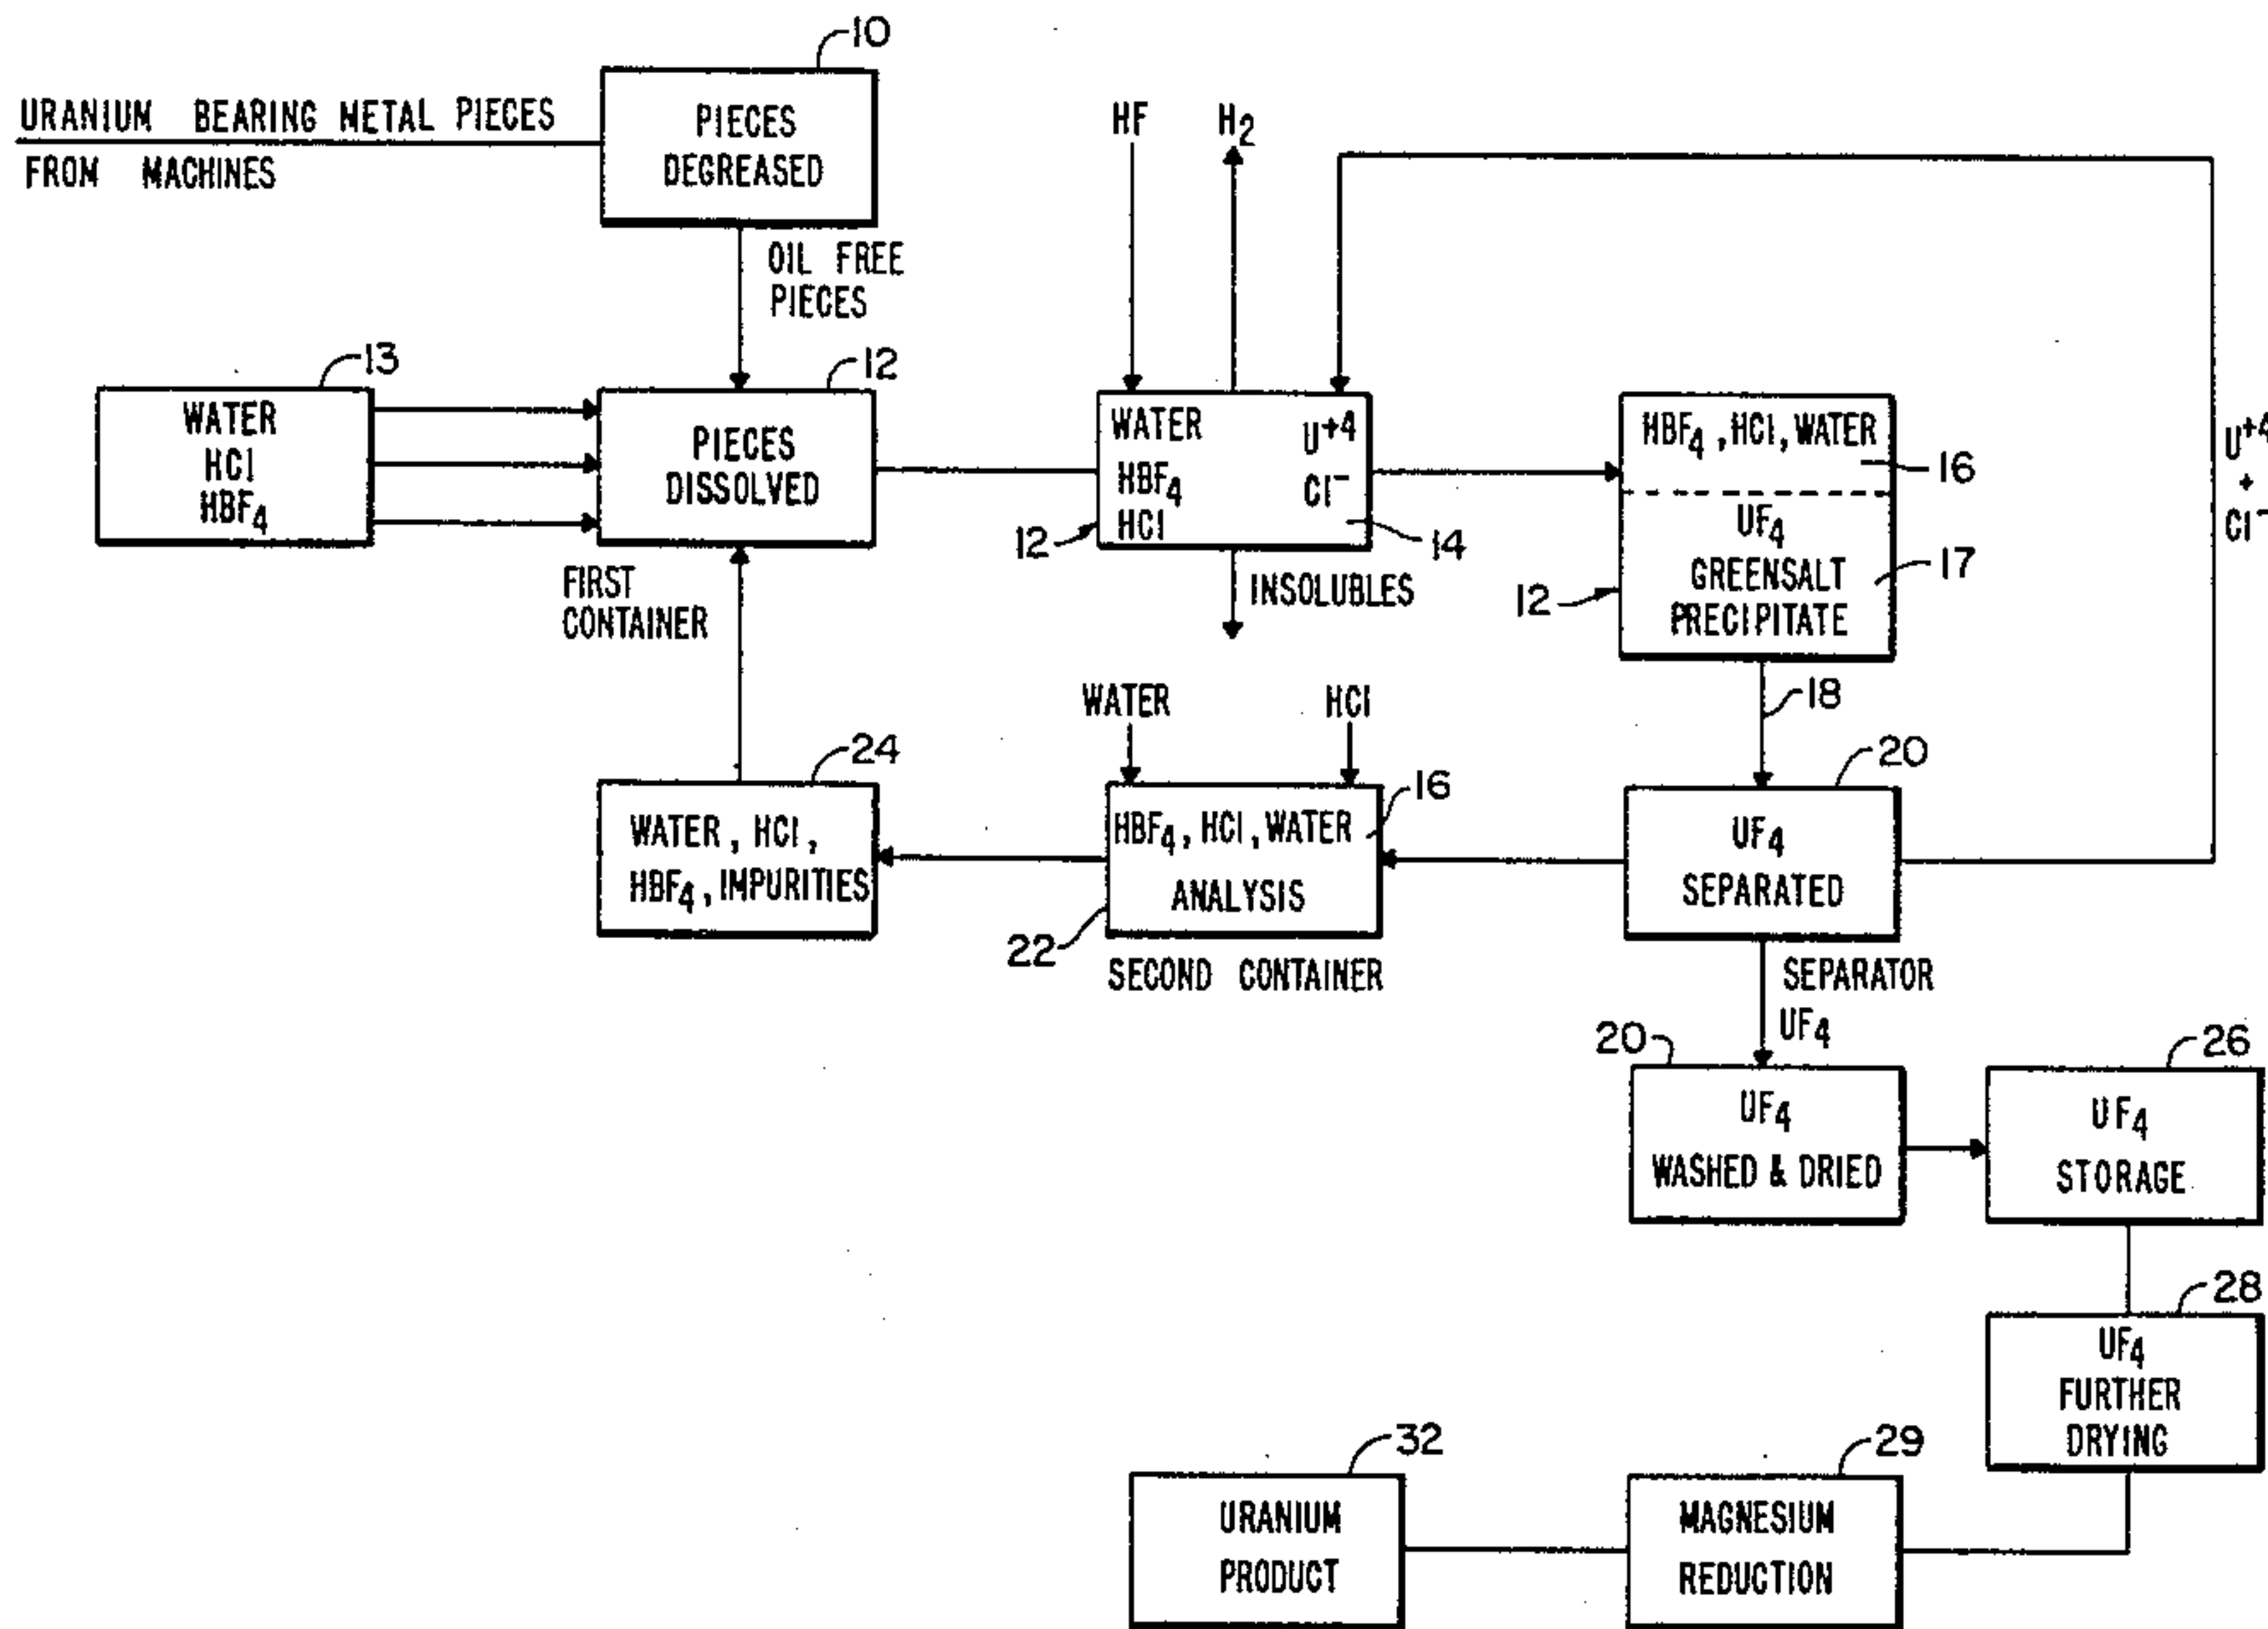 10
URANIUM BEARING METAL PIECES
FROM MACHINES
PIECES
DEGREASED
OIL FREE
PIECES
HF
H2
13
WATER
HCl
HBF4
12
PIECES
DISSOLVED
FIRST
CONTAINER
WATER
HBF4
HCl
U+4
Cl-
12
14
INSOLUBLES
HBF4, HCl, WATER
16
UF4
GREENSALT
PRECIPITATE
17
12
U+4
+
Cl-
18
20
UF4
SEPARATED
SEPARATOR
UF4
WATER
HCl
16
HBF4, HCl, WATER
ANALYSIS
22
SECOND CONTAINER
24
WATER, HCl,
HBF4, IMPURITIES
20
UF4
WASHED & DRIED
26
UF4
STORAGE
28
UF4
FURTHER
DRYING
29
MAGNESIUM
REDUCTION
32
URANIUM
PRODUCT